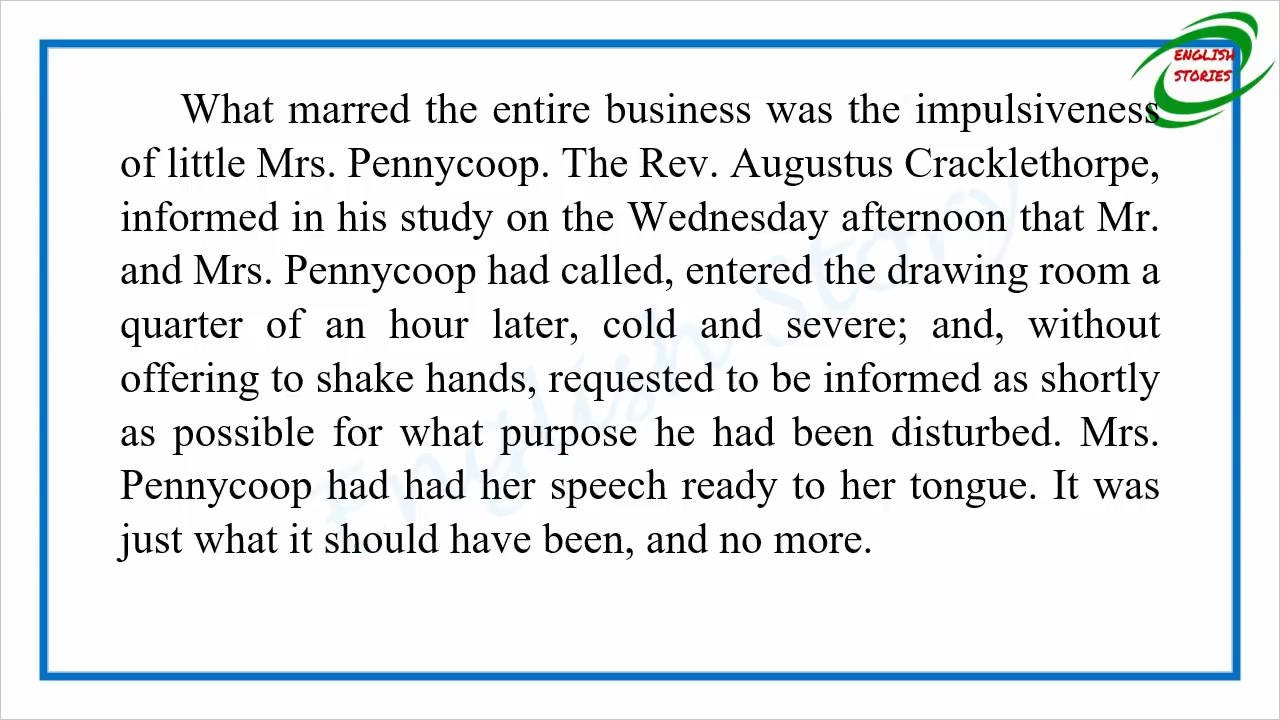 ENGLISH
STORIES
What marred the entire business was the impulsiveness
of little Mrs. Pennycoop. The Rev. Augustus Cracklethorpe,
informed in his study on the Wednesday afternoon that Mr.
and Mrs. Pennycoop had called, entered the drawing room a
quarter of an hour later, cold and severe; and, without
offering to shake hands, requested to be informed as shortly
as possible for what purpose he had been disturbed. Mrs.
Pennycoop had had her speech ready to her tongue. It was
just what it should have been, and no more.
English Story